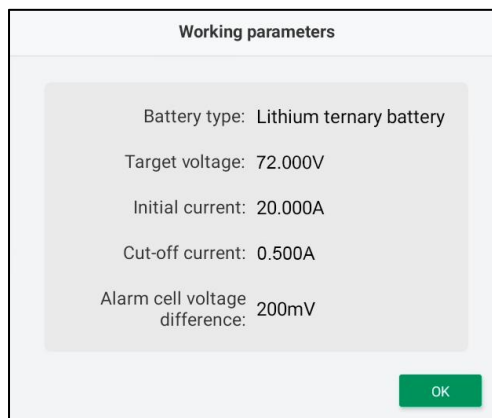 Working parameters
Battery type: Lithium ternary battery
Target voltage: 72.000V
Initial current: 20.000A
Cut-off current: 0.500A
Alarm cell voltage
difference: 200mV
OK